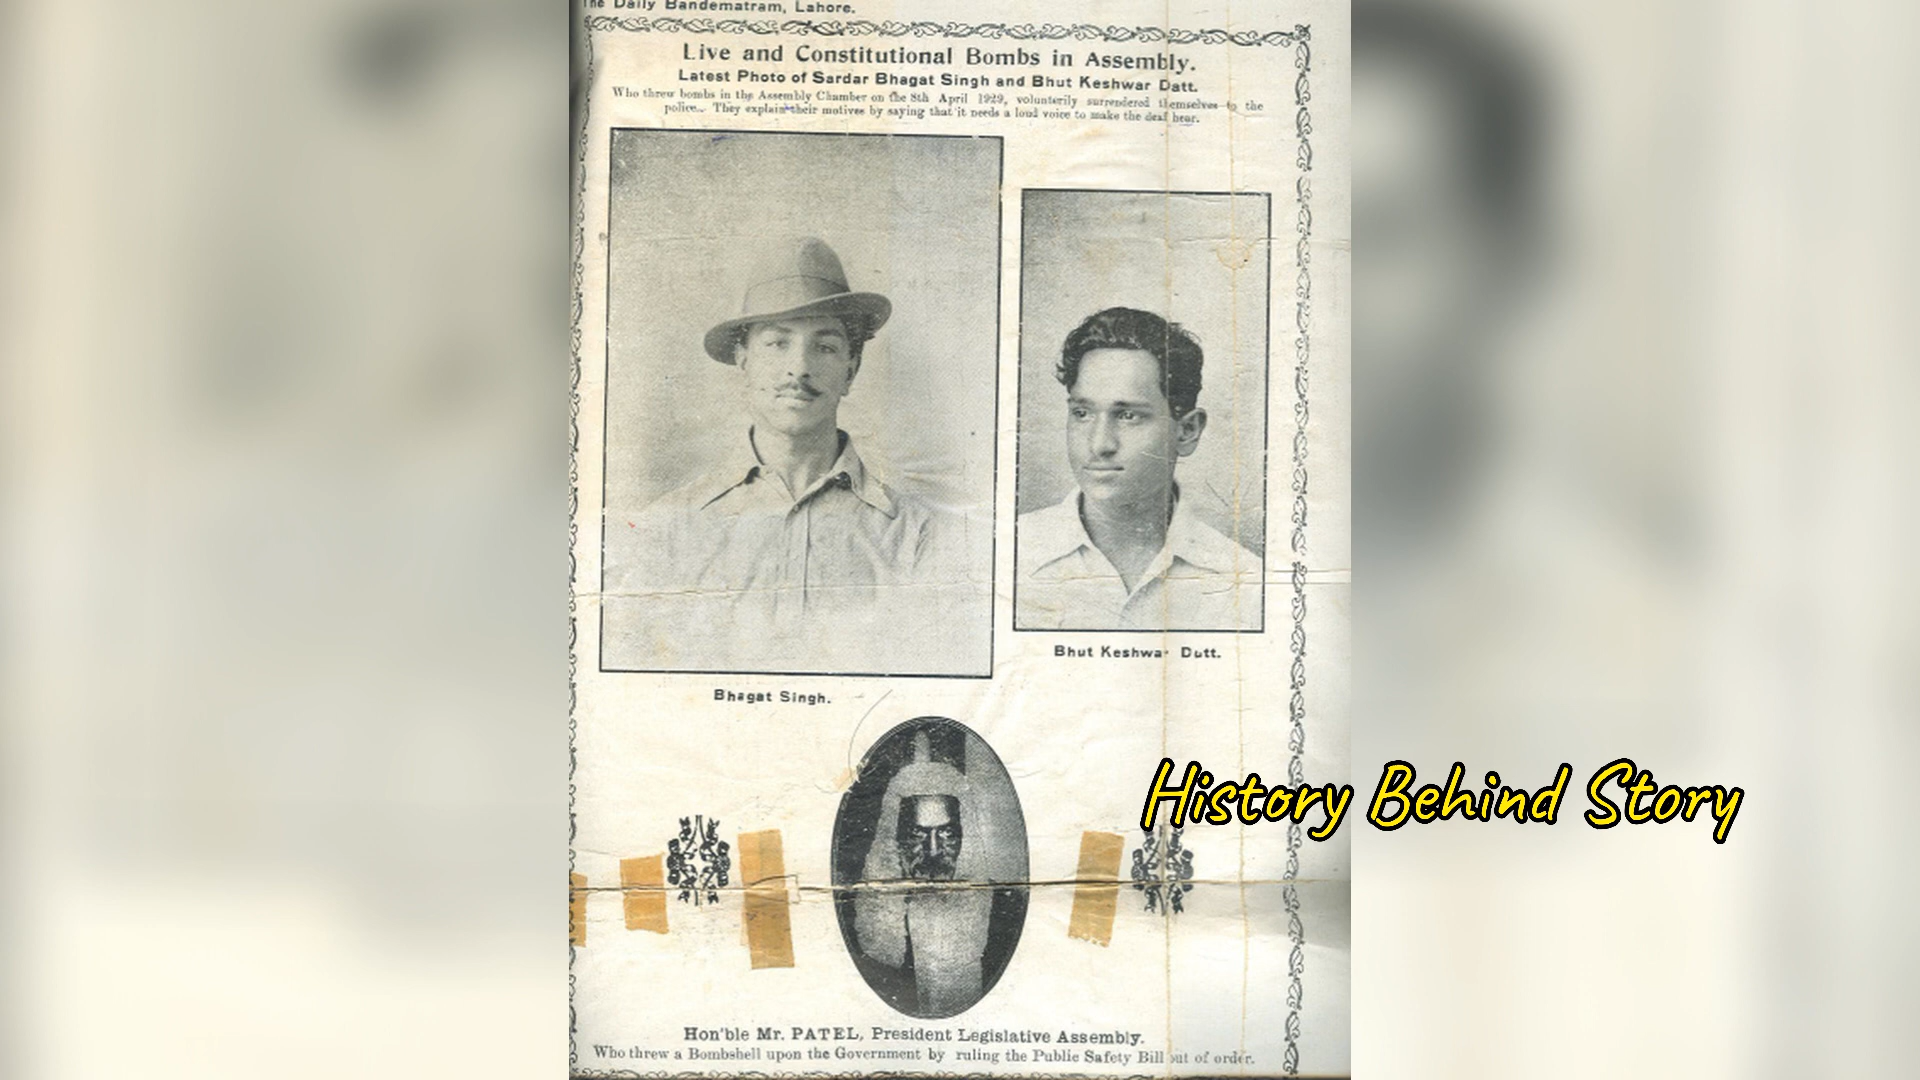 The Daily Bandematram, Lahore.
Live and Constitutional Bombs in Assembly.
Latest Photo of Sardar Bhagat Singh and Bhut Keshwar Datt.
Who threw bombs in the Assembly Chamber on the 8th April 1929, volunterily surrendered themselves to the
police. They explain their motives by saying that it needs a loud voice to make the deaf hear.
Bhut Keshwar Dutt.
Bhagat Singh.
History Behind Story
Hon'ble Mr. PATEL, President Legislative Assembly.
Who threw a Bombshell upon the Government by ruling the Public Safety Bill out of order.